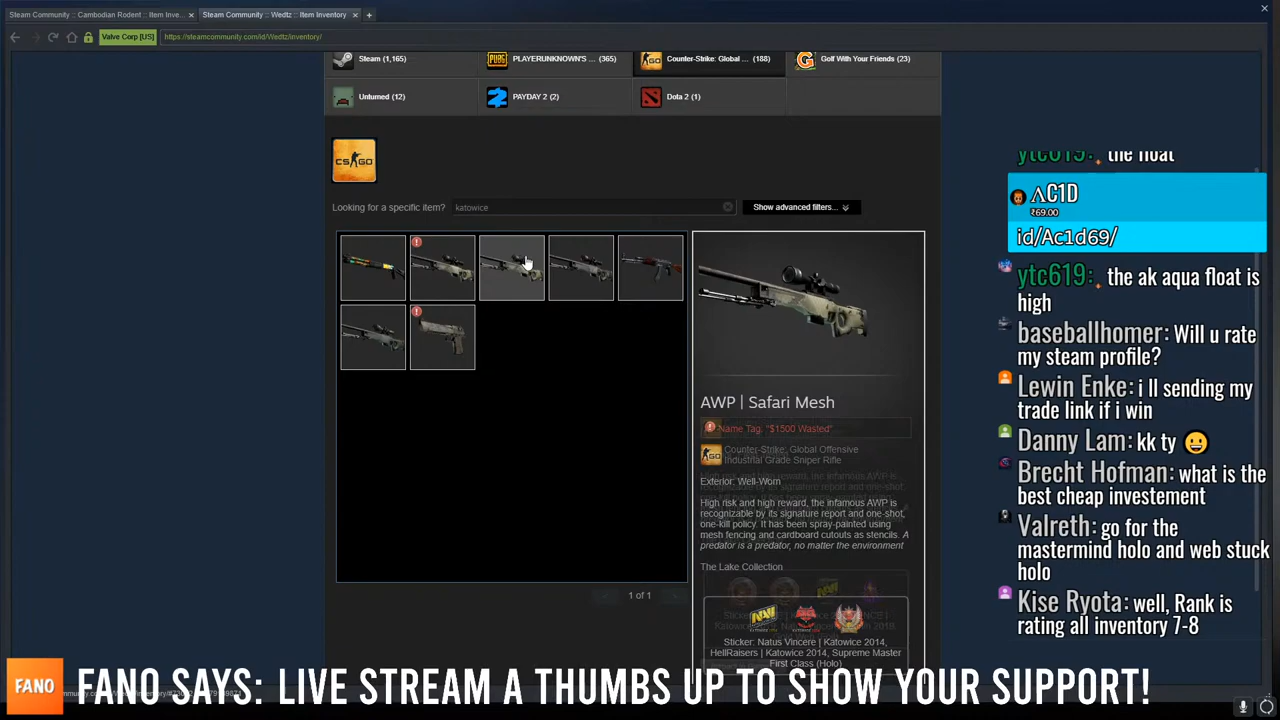 Steam Community :: Cambodian Rodent :: Item Inve...
Steam Community :: Wedtz :: Item Inventory
Valve Corp [US]
https://steamcommunity.com/id/Wedtz/inventory/
Steam (1,165)
PUBG
PLAYERUNKNOWN'S ... (365)
Counter-Strike: Global ... (188)
Golf With Your Friends (23)
Unturned (12)
PAYDAY 2 (2)
Dota 2 (1)
CS GO
Looking for a specific item?
katowice
Show advanced filters...
AWP | Safari Mesh
Name Tag: "$1500 Wasted"
Counter-Strike: Global Offensive
Industrial Grade Sniper Rifle
Exterior: Well-Worn
High risk and high reward, the infamous AWP is
recognizable by its signature report and one-shot,
one-kill policy. It has been spray-painted using
mesh fencing and cardboard cutouts as stencils. A
predator is a predator, no matter the environment
The Lake Collection
Sticker: Natus Vincere | Katowice 2014,
HellRaisers | Katowice 2014, Supreme Master
First Class (Holo)
1 of 1
ytc619: the float
ΛC1D
₹69.00
id/Ac1d69/
ytc619: the ak aqua float is
high
baseballhomer: Will u rate
my steam profile?
Lewin Enke: i ll sending my
trade link if i win
Danny Lam: kk ty
Brecht Hofman: what is the
best cheap investement
Valreth: go for the
mastermind holo and web stuck
holo
Kise Ryota: well, Rank is
rating all inventory 7-8
FANO
FANO SAYS: LIVE STREAM A THUMBS UP TO SHOW YOUR SUPPORT!